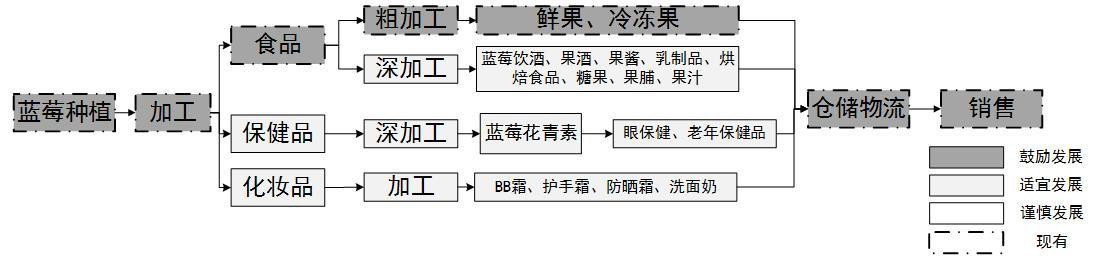 粗加工
鲜果、冷冻果
食品
深加工
蓝莓饮酒、果酒、果酱、乳制品、烘
焙食品、糖果、果脯、果汁
蓝莓种植
加工
仓储物流
销售
保健品
深加工
蓝莓花青素
眼保健、老年保健品
化妆品
加工
BB霜、护手霜、防晒霜、洗面奶
鼓励发展
适宜发展
谨慎发展
现有